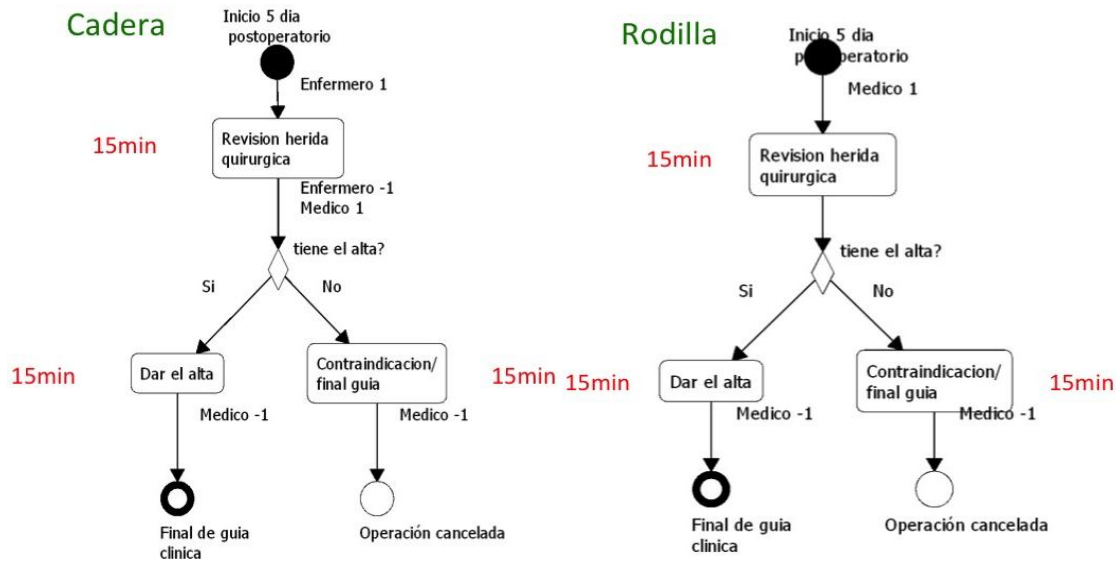 Cadera
Inicio 5 dia
postoperatorio
Enfermero 1
15min
Revision herida
quirurgica
Enfermero -1
Medico 1
tiene el alta?
Si
No
15min
Dar el alta
Contraindicacion/
final guia
15min
Medico -1
Medico -1
Final de guia
clinica
Operación cancelada
Rodilla
Inicio 5 dia
postoperatorio
Medico 1
15min
Revision herida
quirurgica
tiene el alta?
Si
No
15min
Dar el alta
Contraindicacion/
final guia
15min
Medico -1
Medico -1
Final de guia
clinica
Operación cancelada